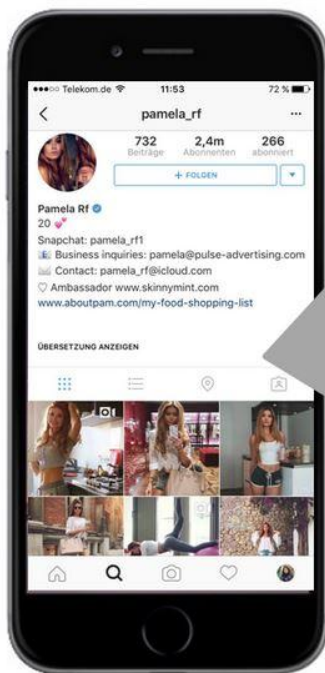 ●●●○○ Telekom.de 11:53 72 %
pamela_rf
732 2,4m 266
Beiträge Abonnenten abonniert
+ FOLGEN
Pamela Rf
20
Snapchat: pamela_rf1
Business inquiries: pamela@pulse-advertising.com
Contact: pamela_rf@icloud.com
♡ Ambassador www.skinnymint.com
www.aboutpam.com/my-food-shopping-list
ÜBERSETZUNG ANZEIGEN